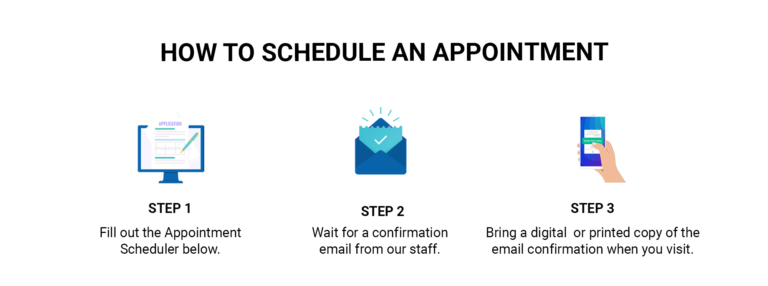 HOW TO SCHEDULE AN APPOINTMENT
APPLICATION
STEP 1
Fill out the Appointment
Scheduler below.
STEP 2
Wait for a confirmation
email from our staff.
STEP 3
Bring a digital  or printed copy of the
email confirmation when you visit.